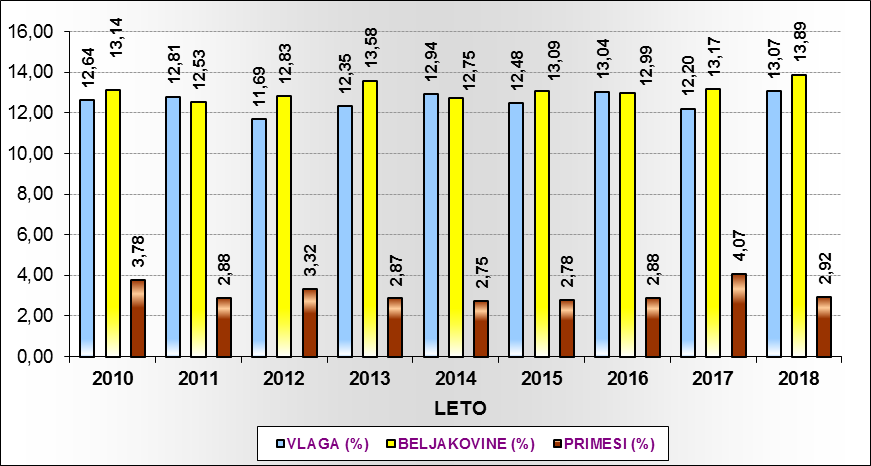 16,00
14,00
12,00
10,00
8,00
6,00
4,00
2,00
0,00
12,64 13,14 3,78
12,81 12,53 2,88
11,69 12,83 3,32
12,35 13,58 2,87
12,94 12,75 2,75
12,48 13,09 2,78
13,04 12,99 2,88
12,20 13,17 4,07
13,07 13,89 2,92
2010 2011 2012 2013 2014 2015 2016 2017 2018
LETO
VLAGA (%) BELJAKOVINE (%) PRIMESI (%)